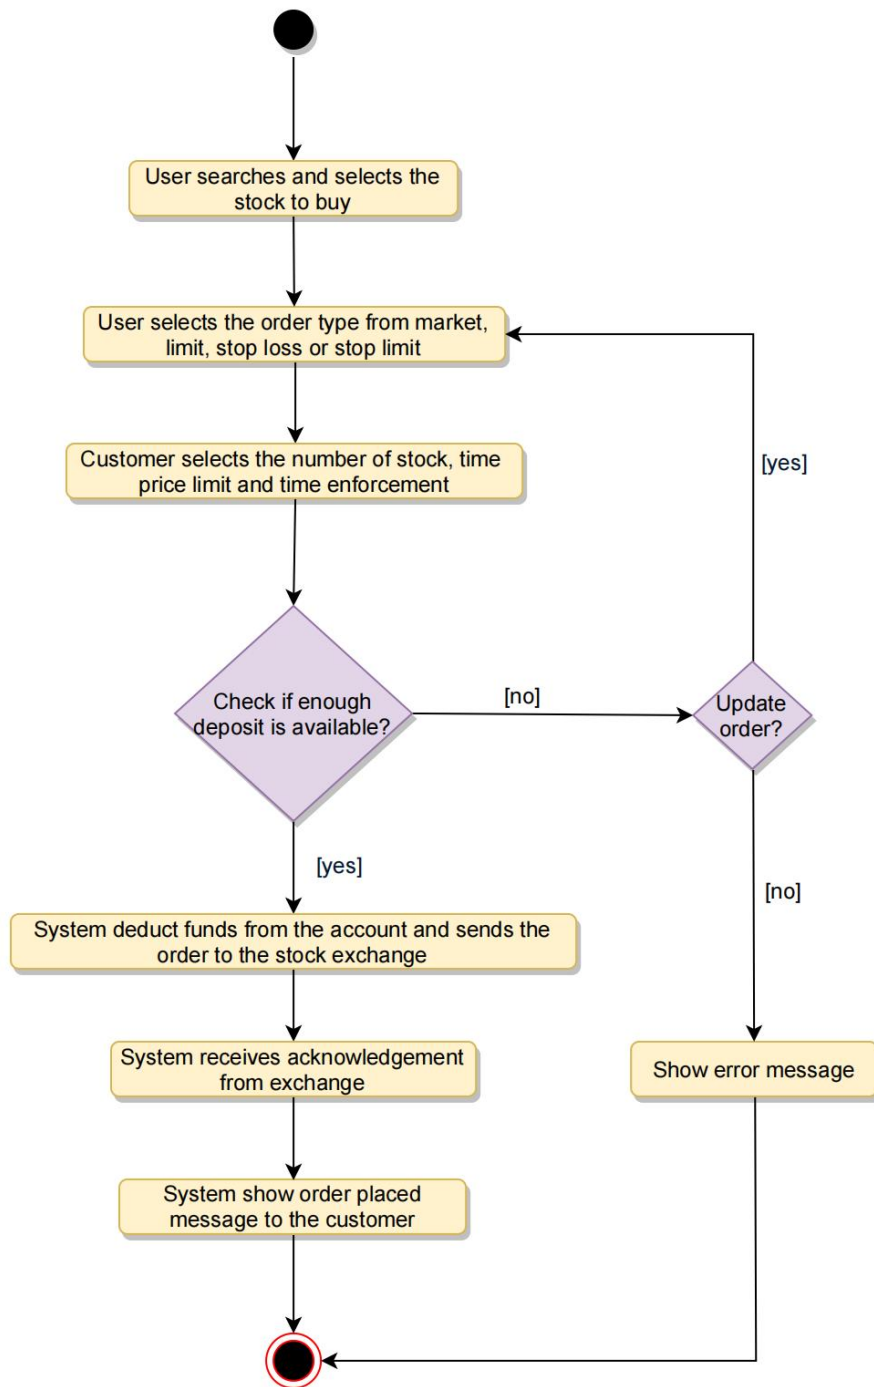 User searches and selects the
stock to buy
User selects the order type from market,
limit, stop loss or stop limit
Customer selects the number of stock, time
price limit and time enforcement
[yes]
Check if enough
deposit is available?
[no]
Update
order?
[yes]
[no]
System deduct funds from the account and sends the
order to the stock exchange
System receives acknowledgement
from exchange
Show error message
System show order placed
message to the customer